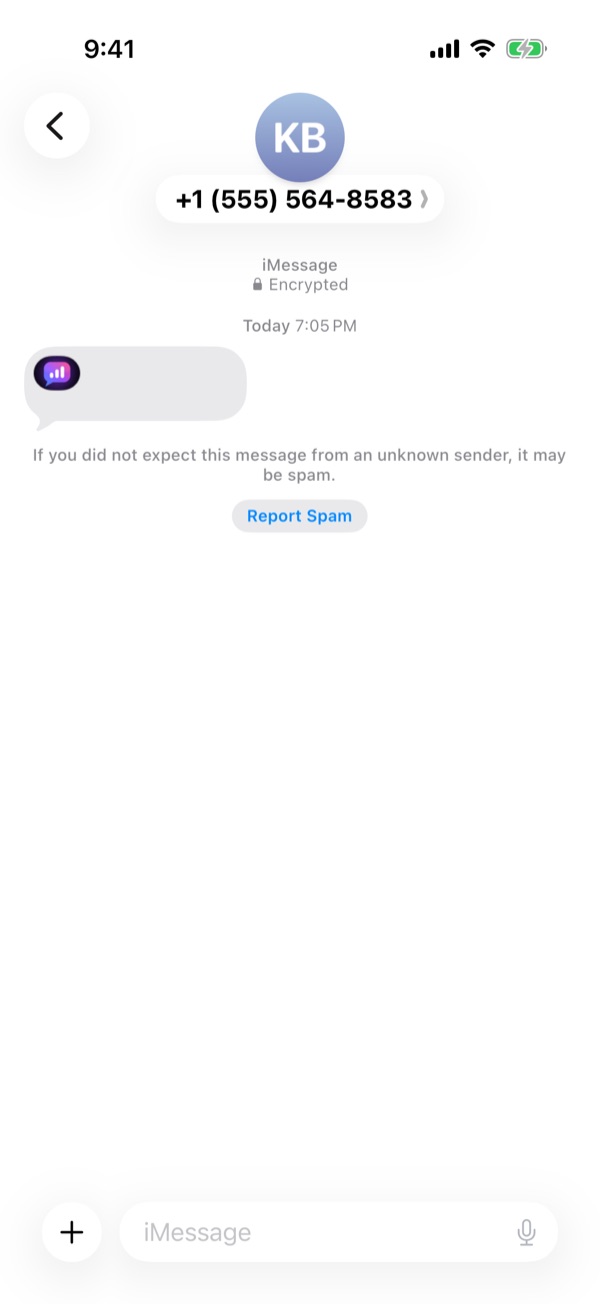 9:41
KB
+1 (555) 564-8583
iMessage
Encrypted
Today 7:05 PM
If you did not expect this message from an unknown sender, it may
be spam.
Report Spam
iMessage